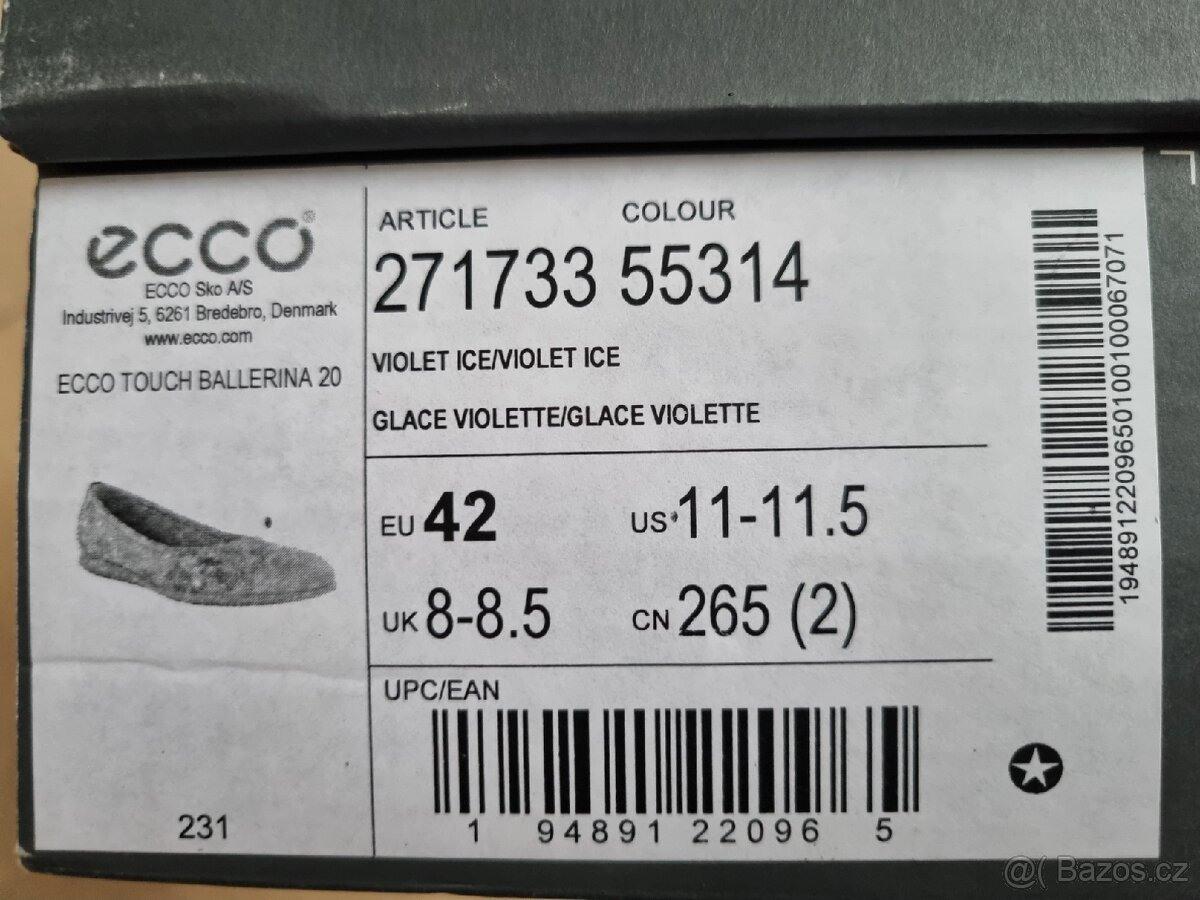 ecco®
ECCO Sko A/S
Industrivej 5, 6261 Bredebro, Denmark
www.ecco.com
ECCO TOUCH BALLERINA 20
231
ARTICLE COLOUR
271733 55314
VIOLET ICE/VIOLET ICE
GLACE VIOLETTE/GLACE VIOLETTE
EU 42 US 11-11.5
UK 8-8.5 CN 265 (2)
UPC/EAN
1 94891 22096 5
19489122096501001000067071
@( Bazos.cz